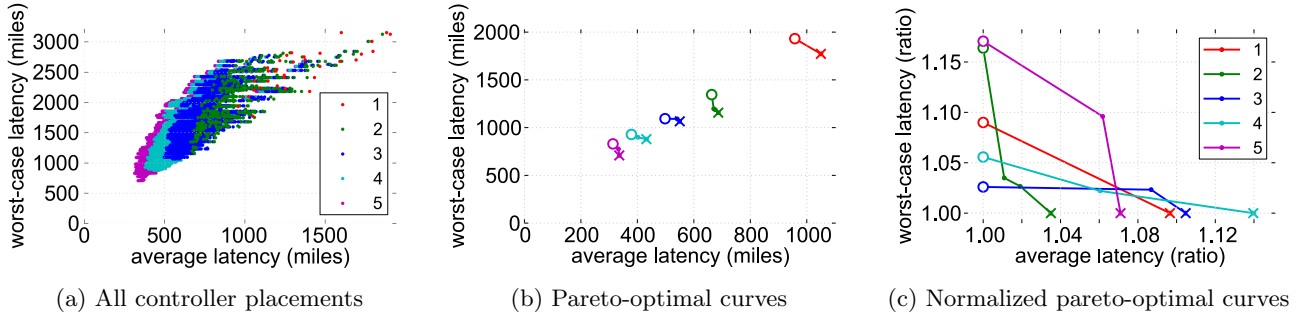 worst-case latency (miles)
3000
2500
2000
1500
1000
500
0
0 500 1000 1500
average latency (miles)
1
2
3
4
5
(a) All controller placements
worst-case latency (miles)
2000
1500
1000
500
0
0 200 400 600 800 1000
average latency (miles)
(b) Pareto-optimal curves
worst-case latency (ratio)
1.15
1.10
1.05
1.00
1.00 1.04 1.08 1.12
average latency (ratio)
1
2
3
4
5
(c) Normalized pareto-optimal curves